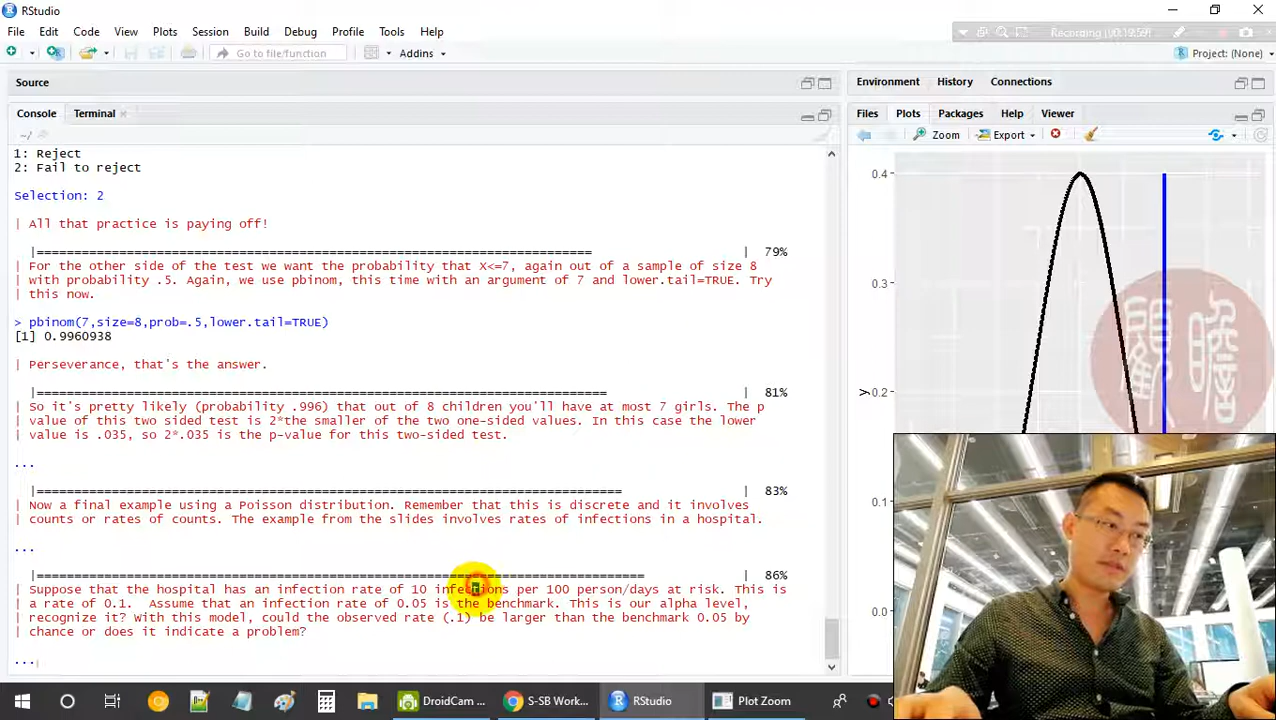 RStudio
File Edit Code View Plots Session Build Debug Profile Tools Help
Recording (00:12:59)
Go to file/function
Addins
Project: (None)
Source
Environment History Connections
Console Terminal
Files Plots Packages Help Viewer
~/
Zoom Export
1: Reject
2: Fail to reject
Selection: 2
| All that practice is paying off!
|===========================================================================                    |  79%
| For the other side of the test we want the probability that X<=7, again out of a sample of size 8
| with probability .5. Again, we use pbinom, this time with an argument of 7 and lower.tail=TRUE. Try
| this now.
> pbinom(7,size=8,prob=.5,lower.tail=TRUE)
[1] 0.9960938
| Perseverance, that's the answer.
|=============================================================================                  |  81%
| So it's pretty likely (probability .996) that out of 8 children you'll have at most 7 girls. The p
| value of this two sided test is 2*the smaller of the two one-sided values. In this case the lower
| value is .035, so 2*.035 is the p-value for this two-sided test.
...
|===============================================================================                |  83%
| Now a final example using a Poisson distribution. Remember that this is discrete and it involves
| counts or rates of counts. The example from the slides involves rates of infections in a hospital.
...
|==================================================================================             |  86%
| Suppose that the hospital has an infection rate of 10 infections per 100 person/days at risk. This is
| a rate of 0.1.  Assume that an infection rate of 0.05 is the benchmark. This is our alpha level,
| recognize it? With this model, could the observed rate (.1) be larger than the benchmark 0.05 by
| chance or does it indicate a problem?
...
0.4
0.3
0.2
0.1
0.0
y
DroidCam ...
S-SB Work...
RStudio
Plot Zoom